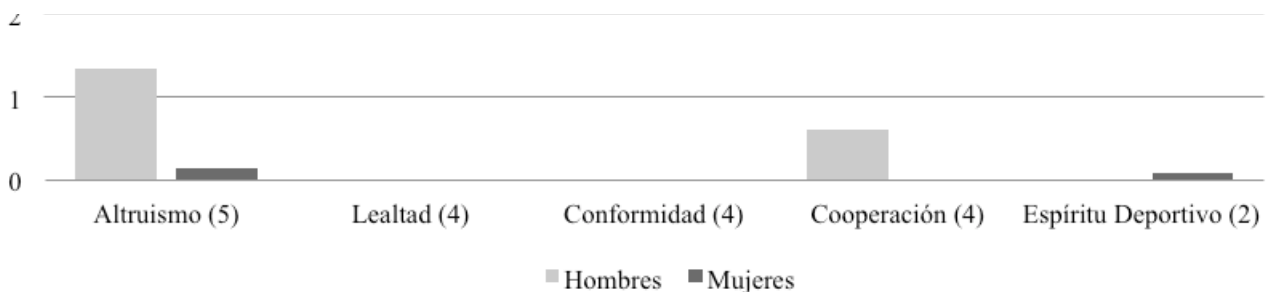 2
1
0
Altruismo (5) Lealtad (4) Conformidad (4) Cooperación (4) Espíritu Deportivo (2)
Hombres Mujeres